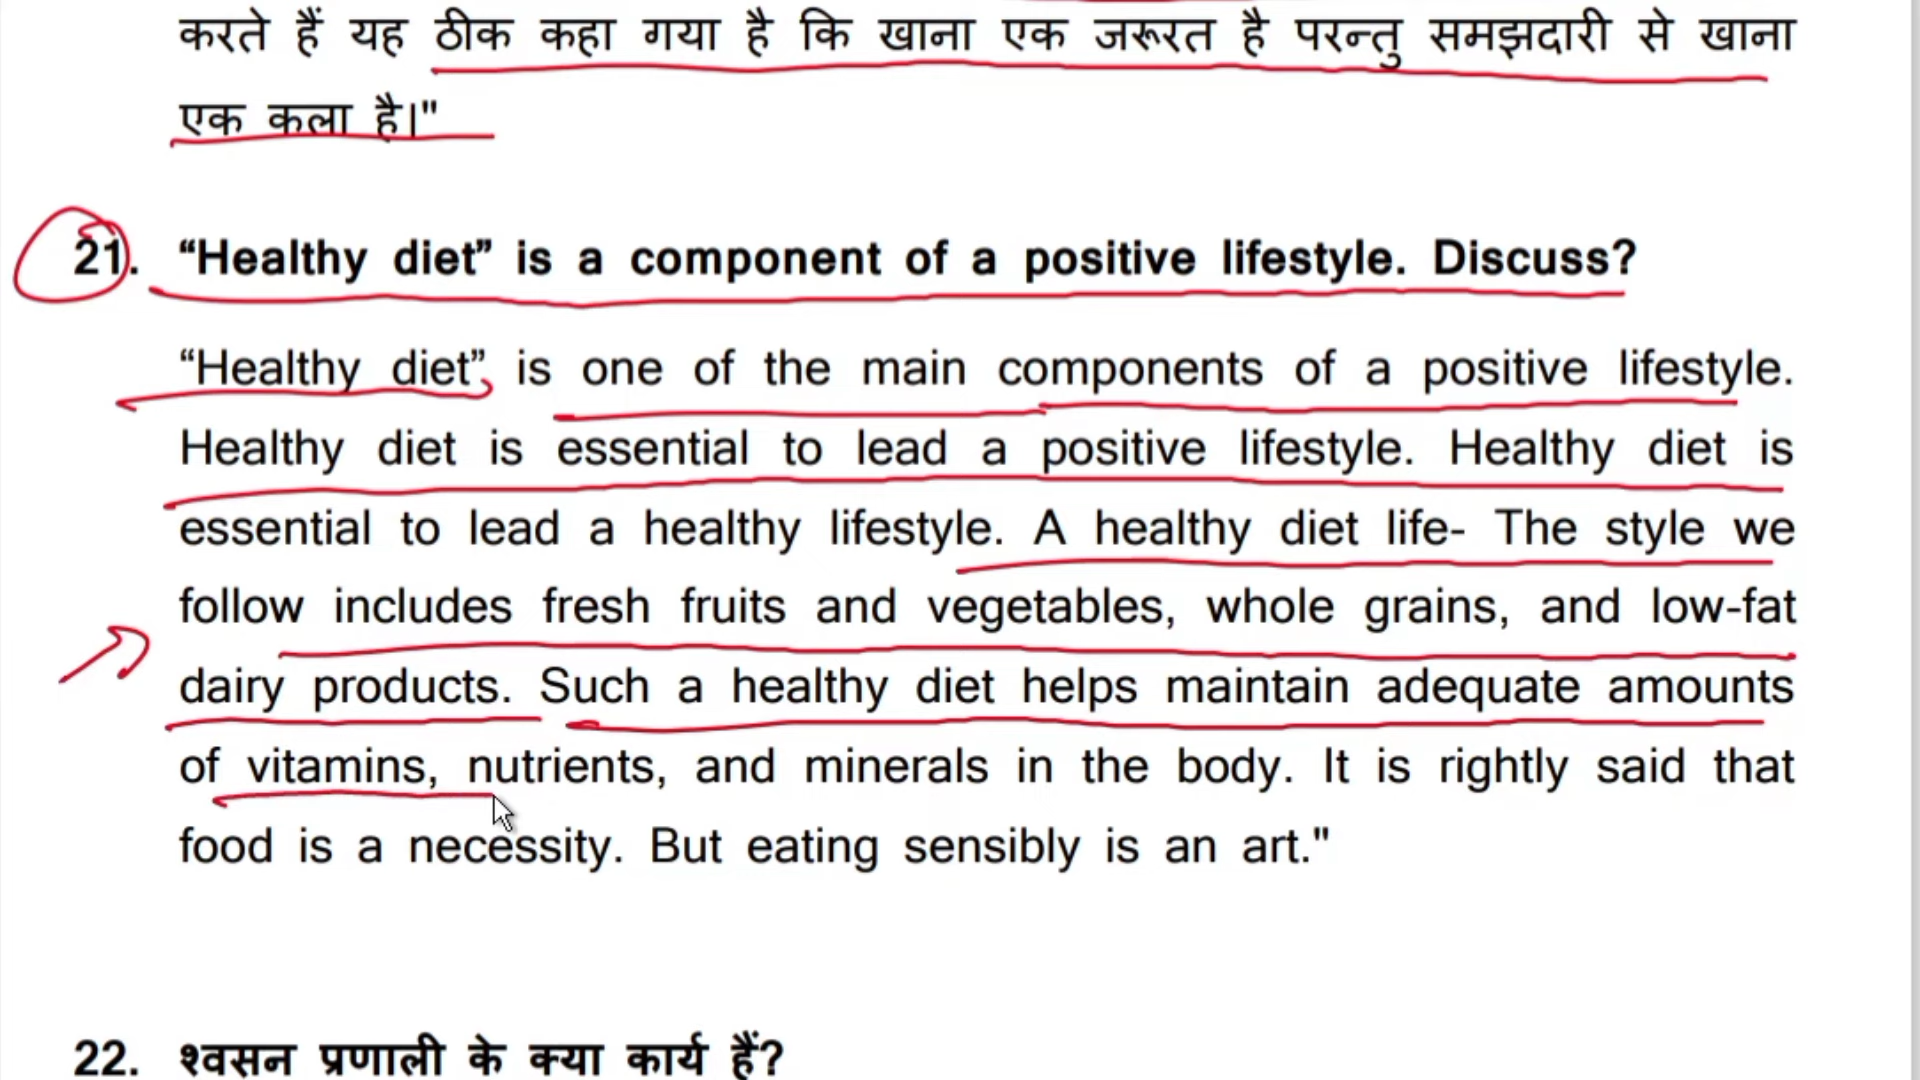 करते हैं यह ठीक कहा गया है कि खाना एक जरूरत है परन्तु समझदारी से खाना
एक कला है।"
21. “Healthy diet” is a component of a positive lifestyle. Discuss?
“Healthy diet” is one of the main components of a positive lifestyle.
Healthy diet is essential to lead a positive lifestyle. Healthy diet is
essential to lead a healthy lifestyle. A healthy diet life- The style we
follow includes fresh fruits and vegetables, whole grains, and low-fat
dairy products. Such a healthy diet helps maintain adequate amounts
of vitamins, nutrients, and minerals in the body. It is rightly said that
food is a necessity. But eating sensibly is an art."
22. श्वसन प्रणाली के क्या कार्य हैं?